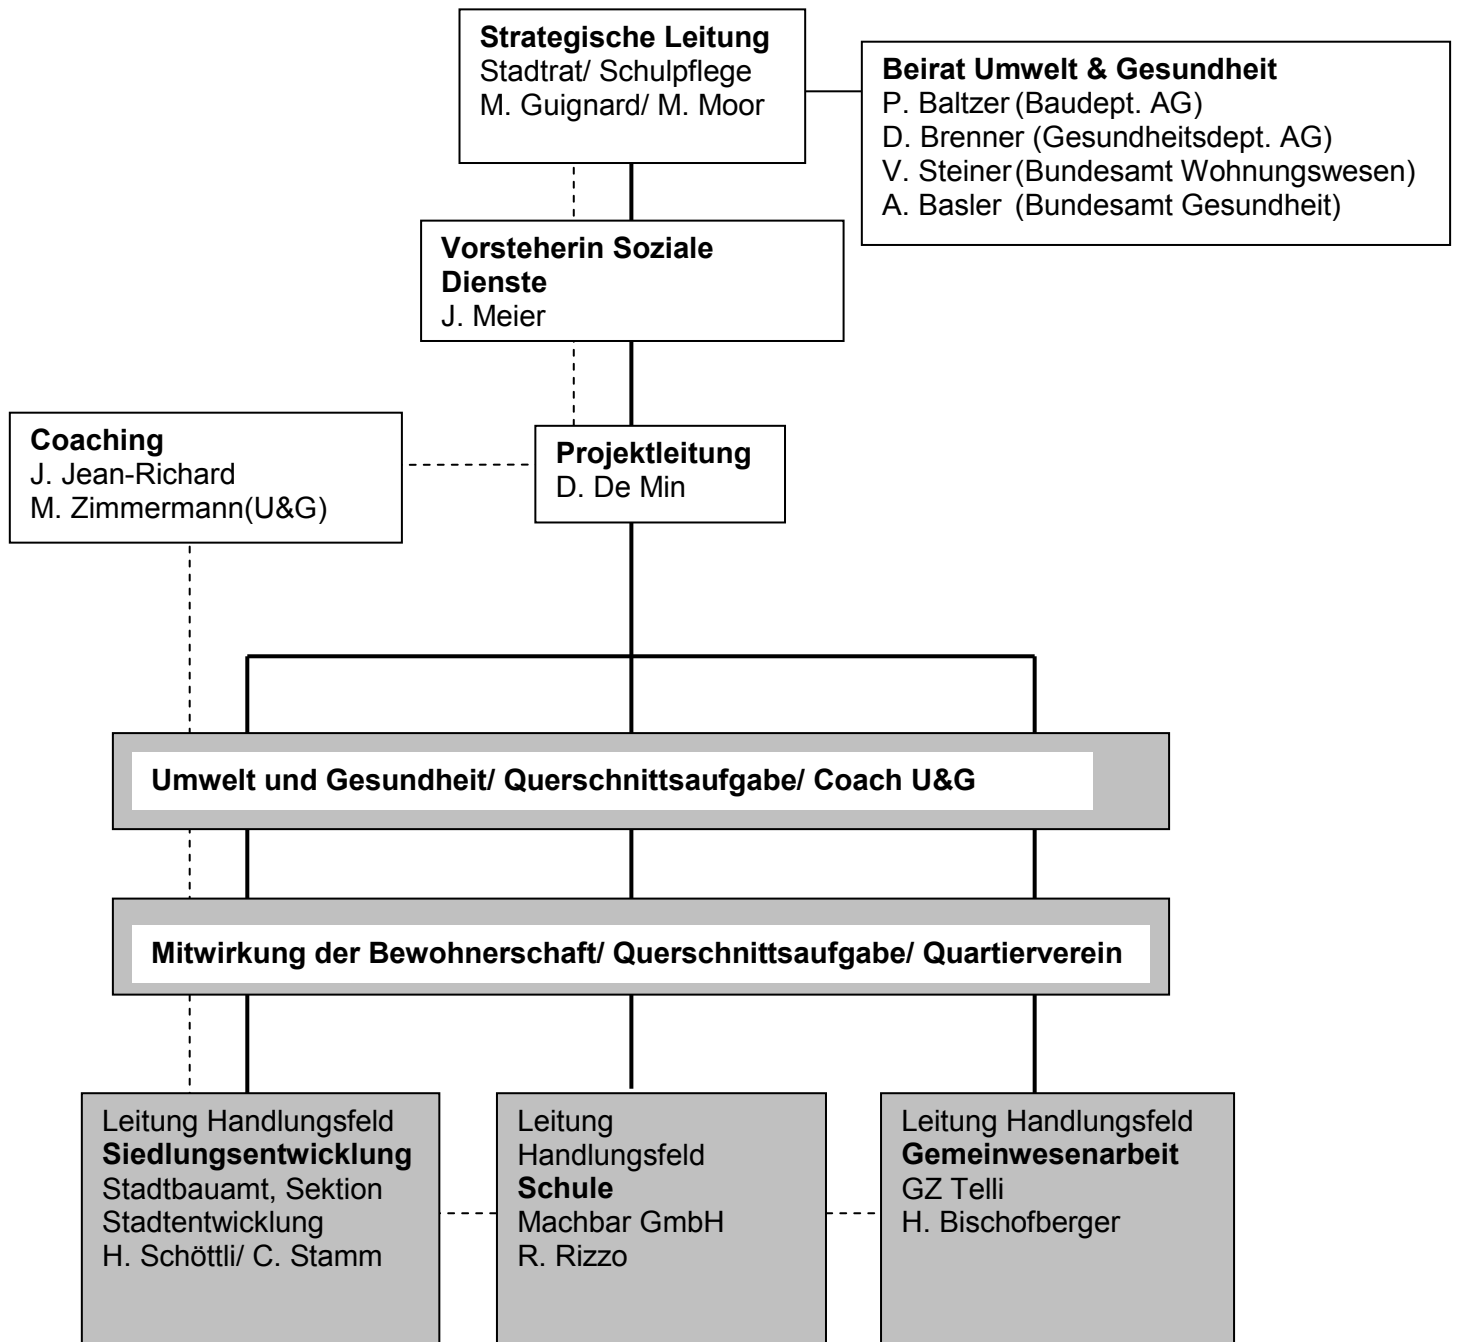 Strategische Leitung
Stadtrat/ Schulpflege
M. Guignard/ M. Moor
Beirat Umwelt & Gesundheit
P. Baltzer (Baudept. AG)
D. Brenner (Gesundheitsdept. AG)
V. Steiner (Bundesamt Wohnungswesen)
A. Basler (Bundesamt Gesundheit)
Vorsteherin Soziale
Dienste
J. Meier
Coaching
J. Jean-Richard
M. Zimmermann(U&G)
Projektleitung
D. De Min
Umwelt und Gesundheit/ Querschnittsaufgabe/ Coach U&G
Mitwirkung der Bewohnerschaft/ Querschnittsaufgabe/ Quartierverein
Leitung Handlungsfeld
Siedlungsentwicklung
Stadtbauamt, Sektion
Stadtentwicklung
H. Schöttli/ C. Stamm
Leitung
Handlungsfeld
Schule
Machbar GmbH
R. Rizzo
Leitung Handlungsfeld
Gemeinwesenarbeit
GZ Telli
H. Bischofberger